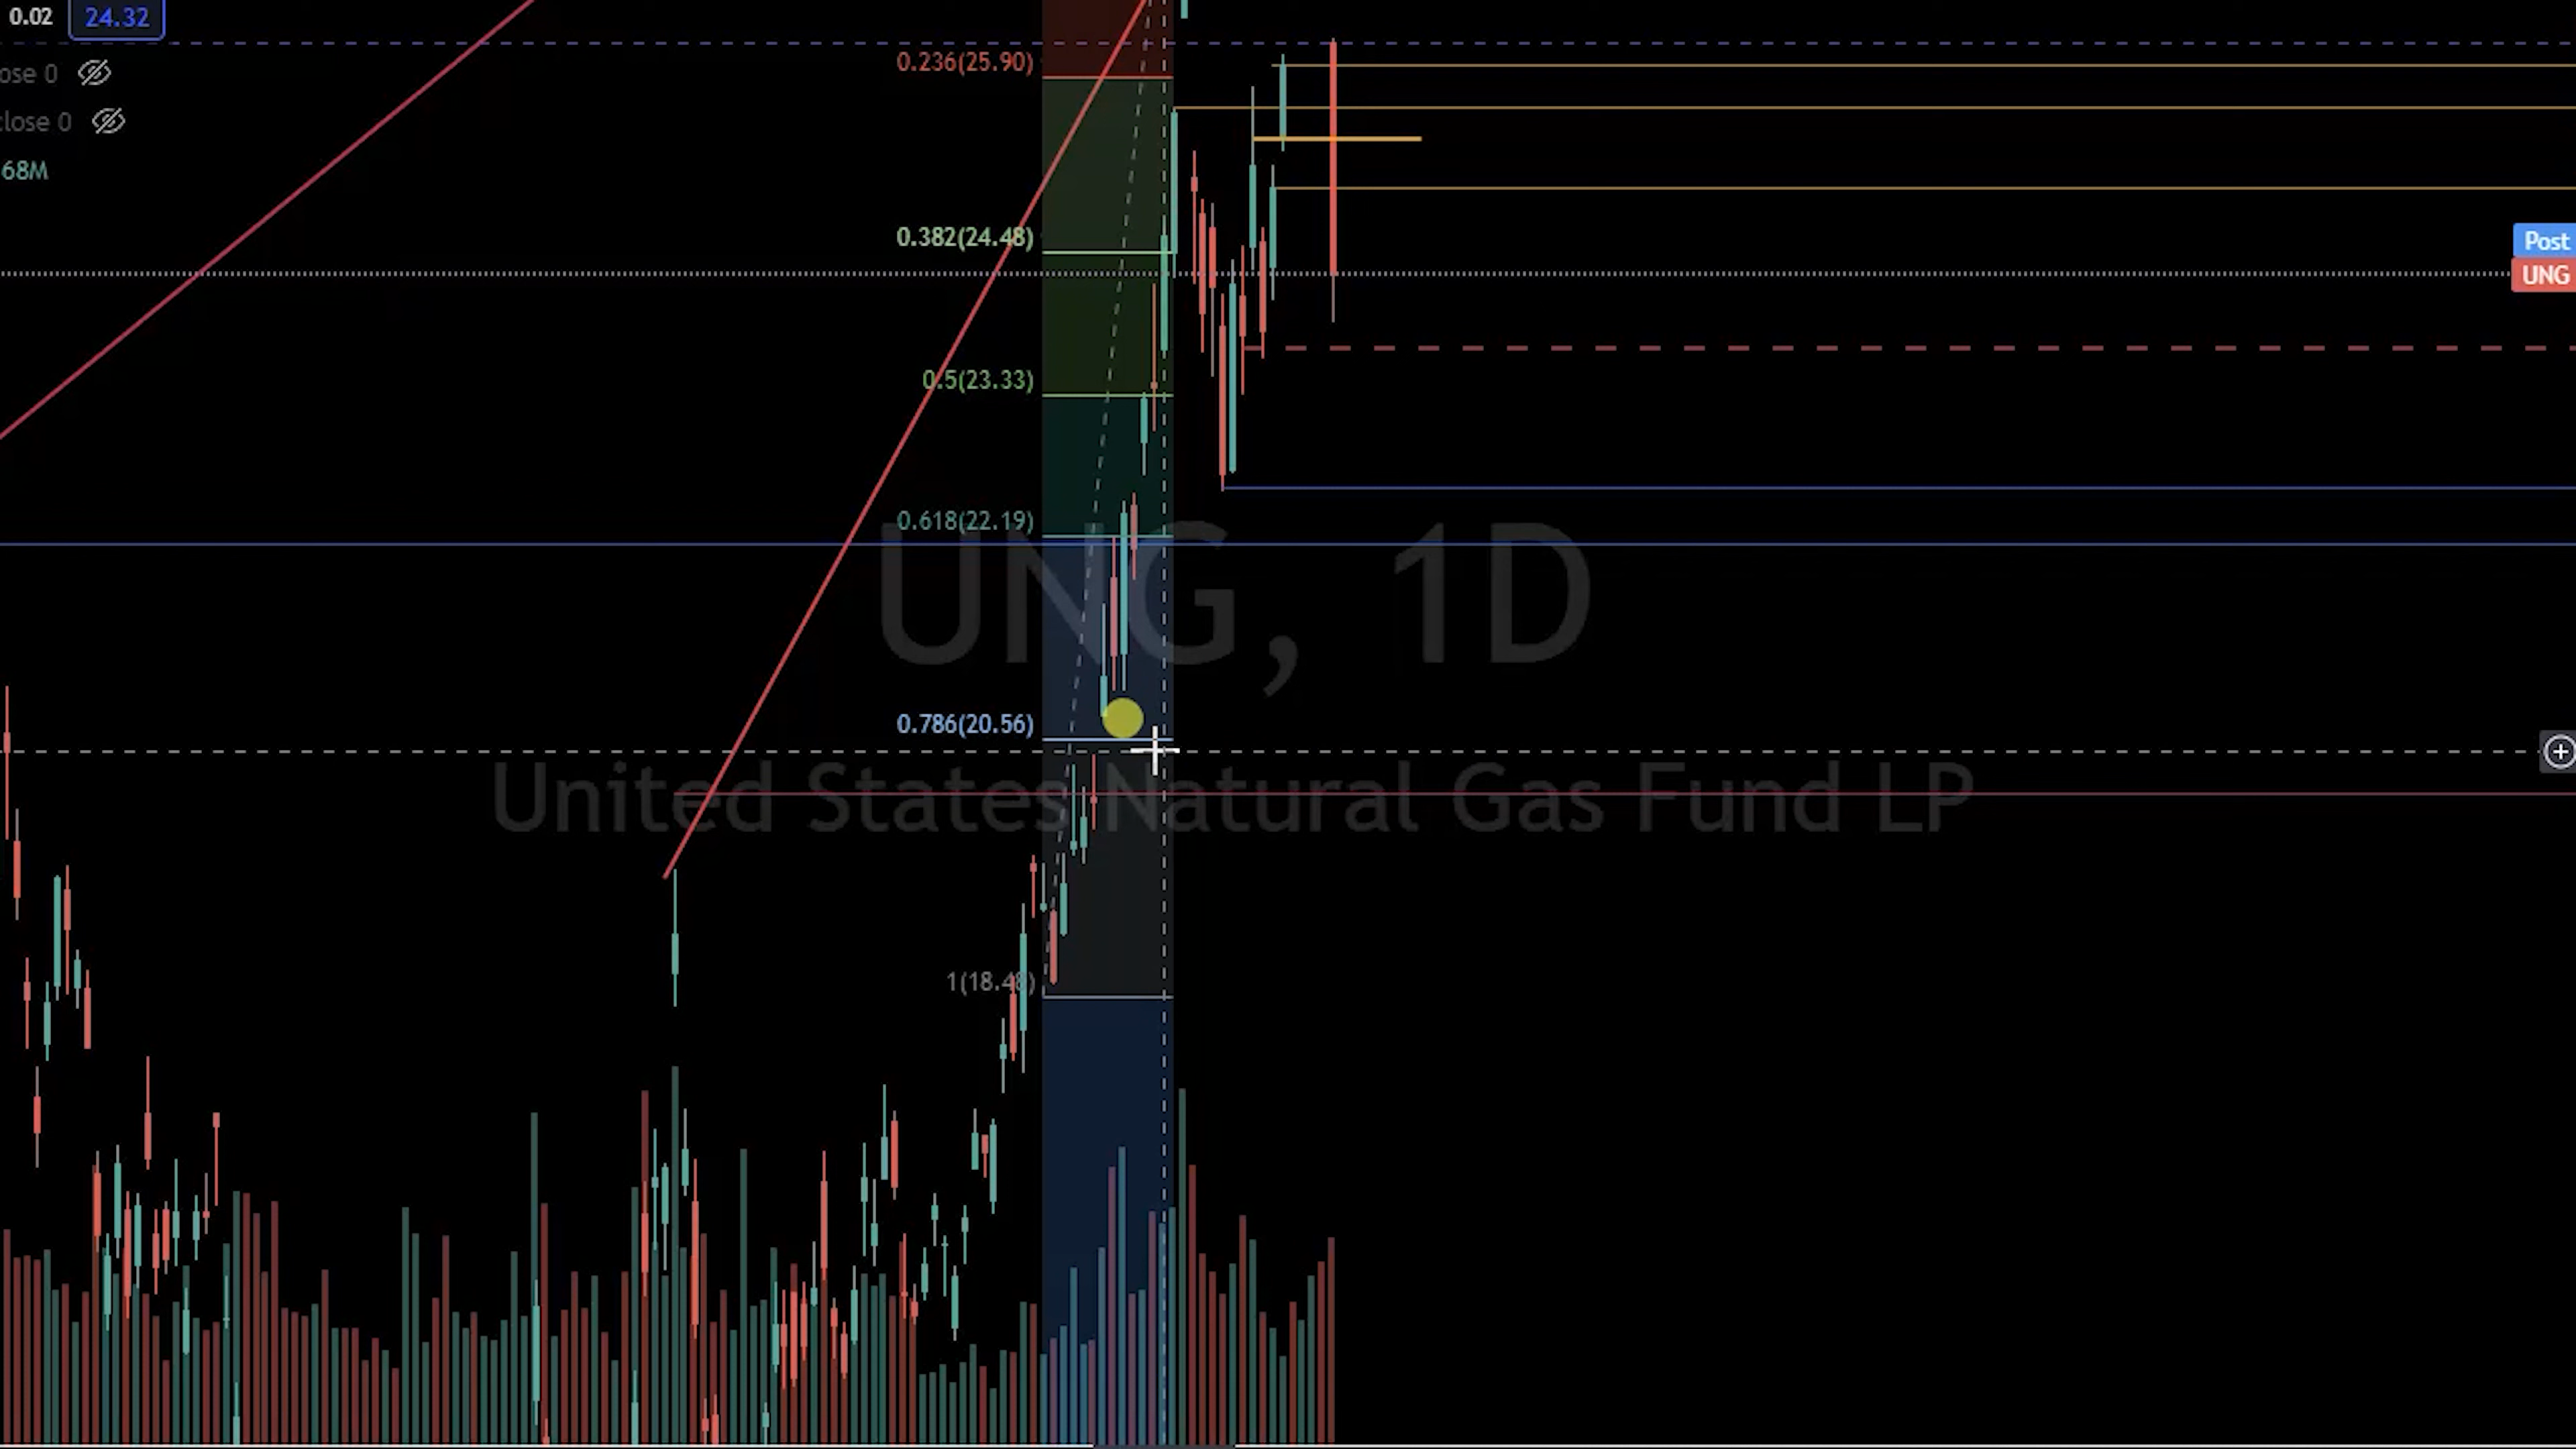 0.02 24.32
ose 0
close 0
68M
0.236(25.90)
0.382(24.48)
0.5(23.33)
0.618(22.19)
0.786(20.56)
1(18.48)
Post
UNG
UNG, 1D
United States Natural Gas Fund LP